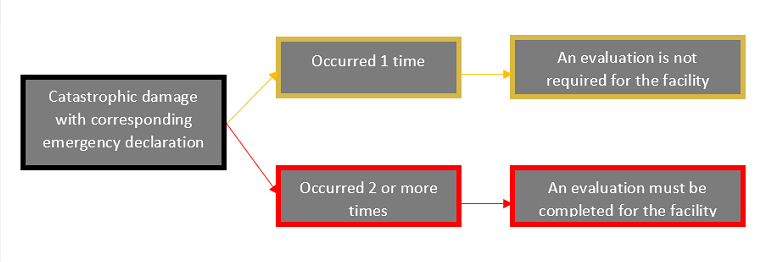 Catastrophic damage
with corresponding
emergency declaration
Occurred 1 time
An evaluation is not
required for the facility
Occurred 2 or more
times
An evaluation must be
completed for the facility